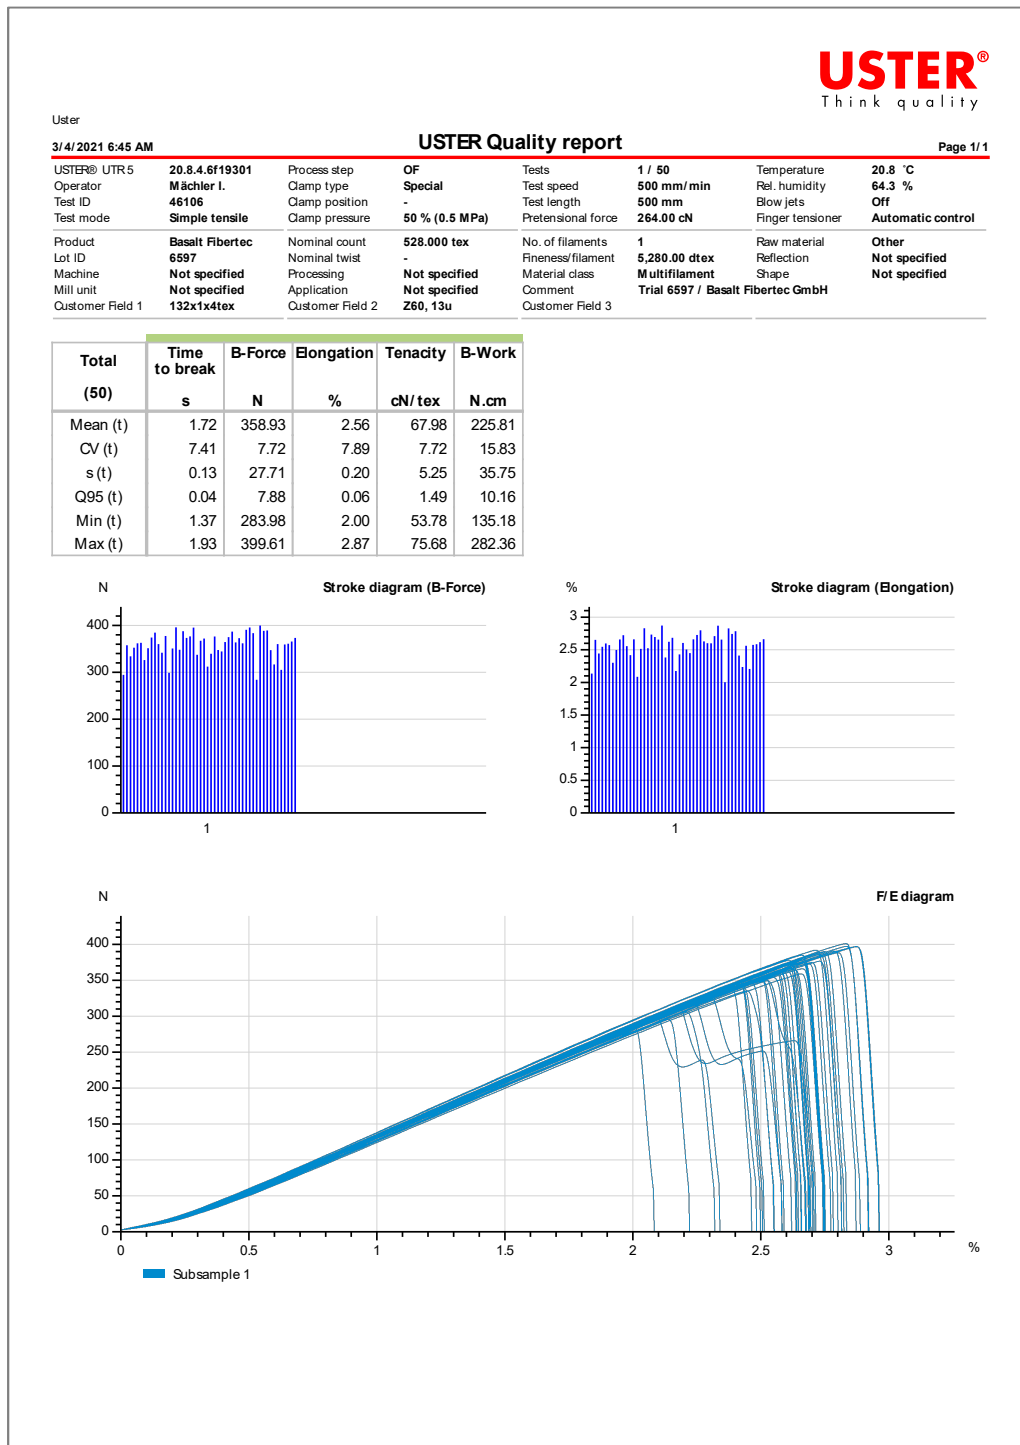 USTER®
Think quality
Uster
3/4/2021 6:45 AM USTER Quality report Page 1/1
USTER® UTR 5 20.8.4.6f19301 Process step OF Tests 1 / 50 Temperature 20.8 °C
Operator Mächler I. Clamp type Special Test speed 500 mm/min Rel. humidity 64.3 %
Test ID 46106 Clamp position - Test length 500 mm Blow jets Off
Test mode Simple tensile Clamp pressure 50 % (0.5 MPa) Pretensional force 264.00 cN Finger tensioner Automatic control
Product Basalt Fibertec Nominal count 528.000 tex No. of filaments 1 Raw material Other
Lot ID 6597 Nominal twist - Fineness/filament 5,280.00 dtex Reflection Not specified
Machine Not specified Processing Not specified Material class Multifilament Shape Not specified
Mill unit Not specified Application Not specified Comment Trial 6597 / Basalt Fibertec GmbH
Customer Field 1 132x1x4tex Customer Field 2 Z60, 13u Customer Field 3
Total (50) Time to break s B-Force N Elongation % Tenacity cN/tex B-Work N.cm
Mean (t) 1.72 358.93 2.56 67.98 225.81
CV (t) 7.41 7.72 7.89 7.72 15.83
s (t) 0.13 27.71 0.20 5.25 35.75
Q95 (t) 0.04 7.88 0.06 1.49 10.16
Min (t) 1.37 283.98 2.00 53.78 135.18
Max (t) 1.93 399.61 2.87 75.68 282.36
N Stroke diagram (B-Force)
400
300
200
100
0
1
% Stroke diagram (Elongation)
3
2.5
2
1.5
1
0.5
0
1
N F/E diagram
400
350
300
250
200
150
100
50
0
0 0.5 1 1.5 2 2.5 3 %
Subsample 1